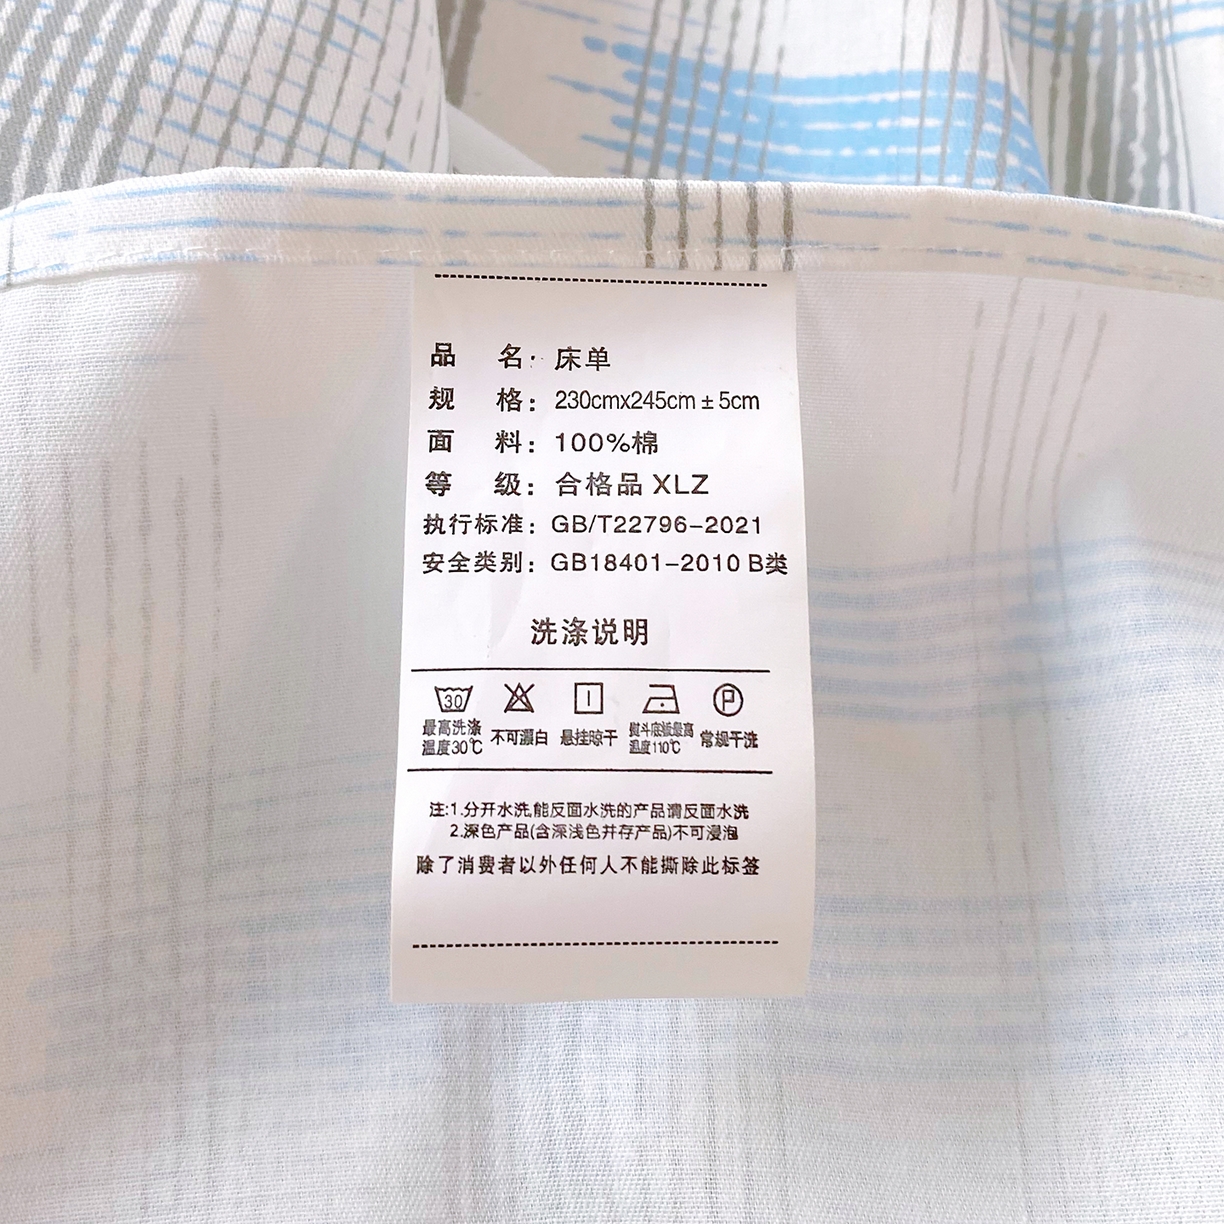 品 名：床单
规 格：230cmx245cm±5cm
面 料：100%棉
等 级：合格品 XLZ
执行标准：GB/T22796-2021
安全类别：GB18401-2010 B类
洗涤说明
30 P
最高洗涤温度30℃ 不可漂白 悬挂晾干 熨斗底板最高温度110℃ 常规干洗
注:1.分开水洗,能反面水洗的产品请反面水洗
2.深色产品(含深浅色并存产品)不可浸泡
除了消费者以外任何人不能撕除此标签